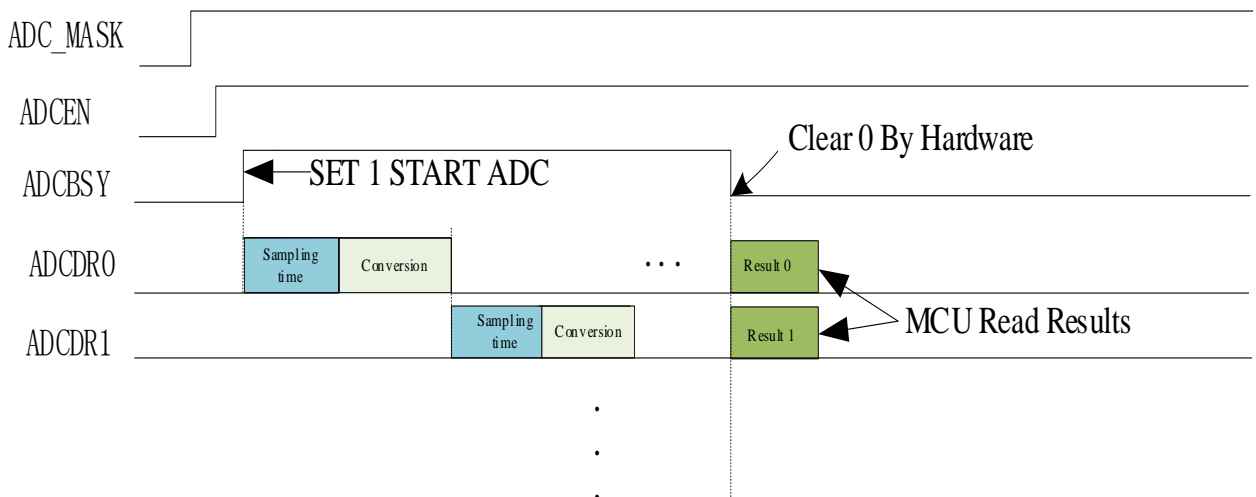 ADC_MASK
ADCEN
Clear 0 By Hardware
ADCBSY
SET 1 START ADC
ADCDR0
Sampling
time
Conversion
...
Result 0
MCU Read Results
ADCDR1
Sampling
time
Conversion
Result 1
.
.
.